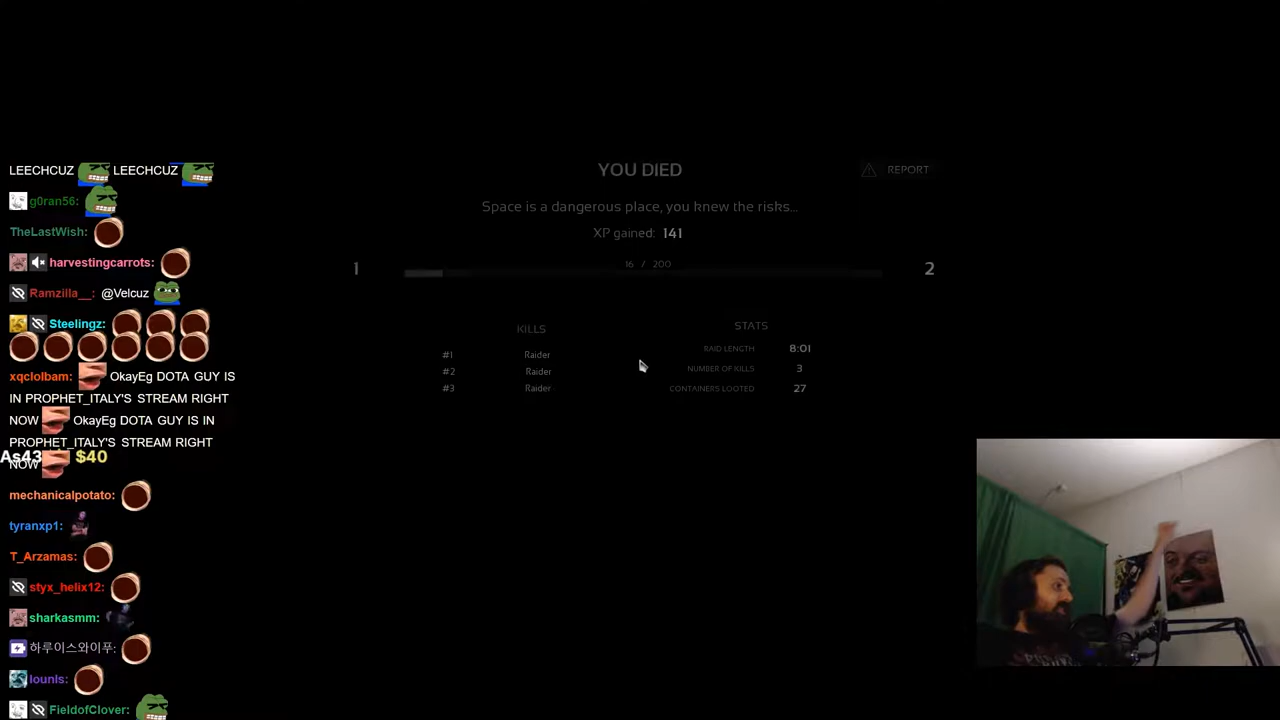 LEECHCUZ LEECHCUZ
g0ran56:
TheLastWish:
harvestingcarrots:
Ramzilla__: @Velcuz
Steelingz:
xqclolbam: OkayEg DOTA GUY IS
IN PROPHET_ITALY'S STREAM RIGHT
NOW OkayEg DOTA GUY IS IN
PROPHET_ITALY'S STREAM RIGHT
NOW
As43 $40
mechanicalpotato:
tyranxp1:
T_Arzamas:
styx_helix12:
sharkasmm:
하루이스와이푸:
lounls:
FieldofClover:
YOU DIED
REPORT
Space is a dangerous place, you knew the risks...
XP gained: 141
1 16 / 200 2
KILLS
#1 Raider
#2 Raider
#3 Raider
STATS
RAID LENGTH 8:01
NUMBER OF KILLS 3
CONTAINERS LOOTED 27